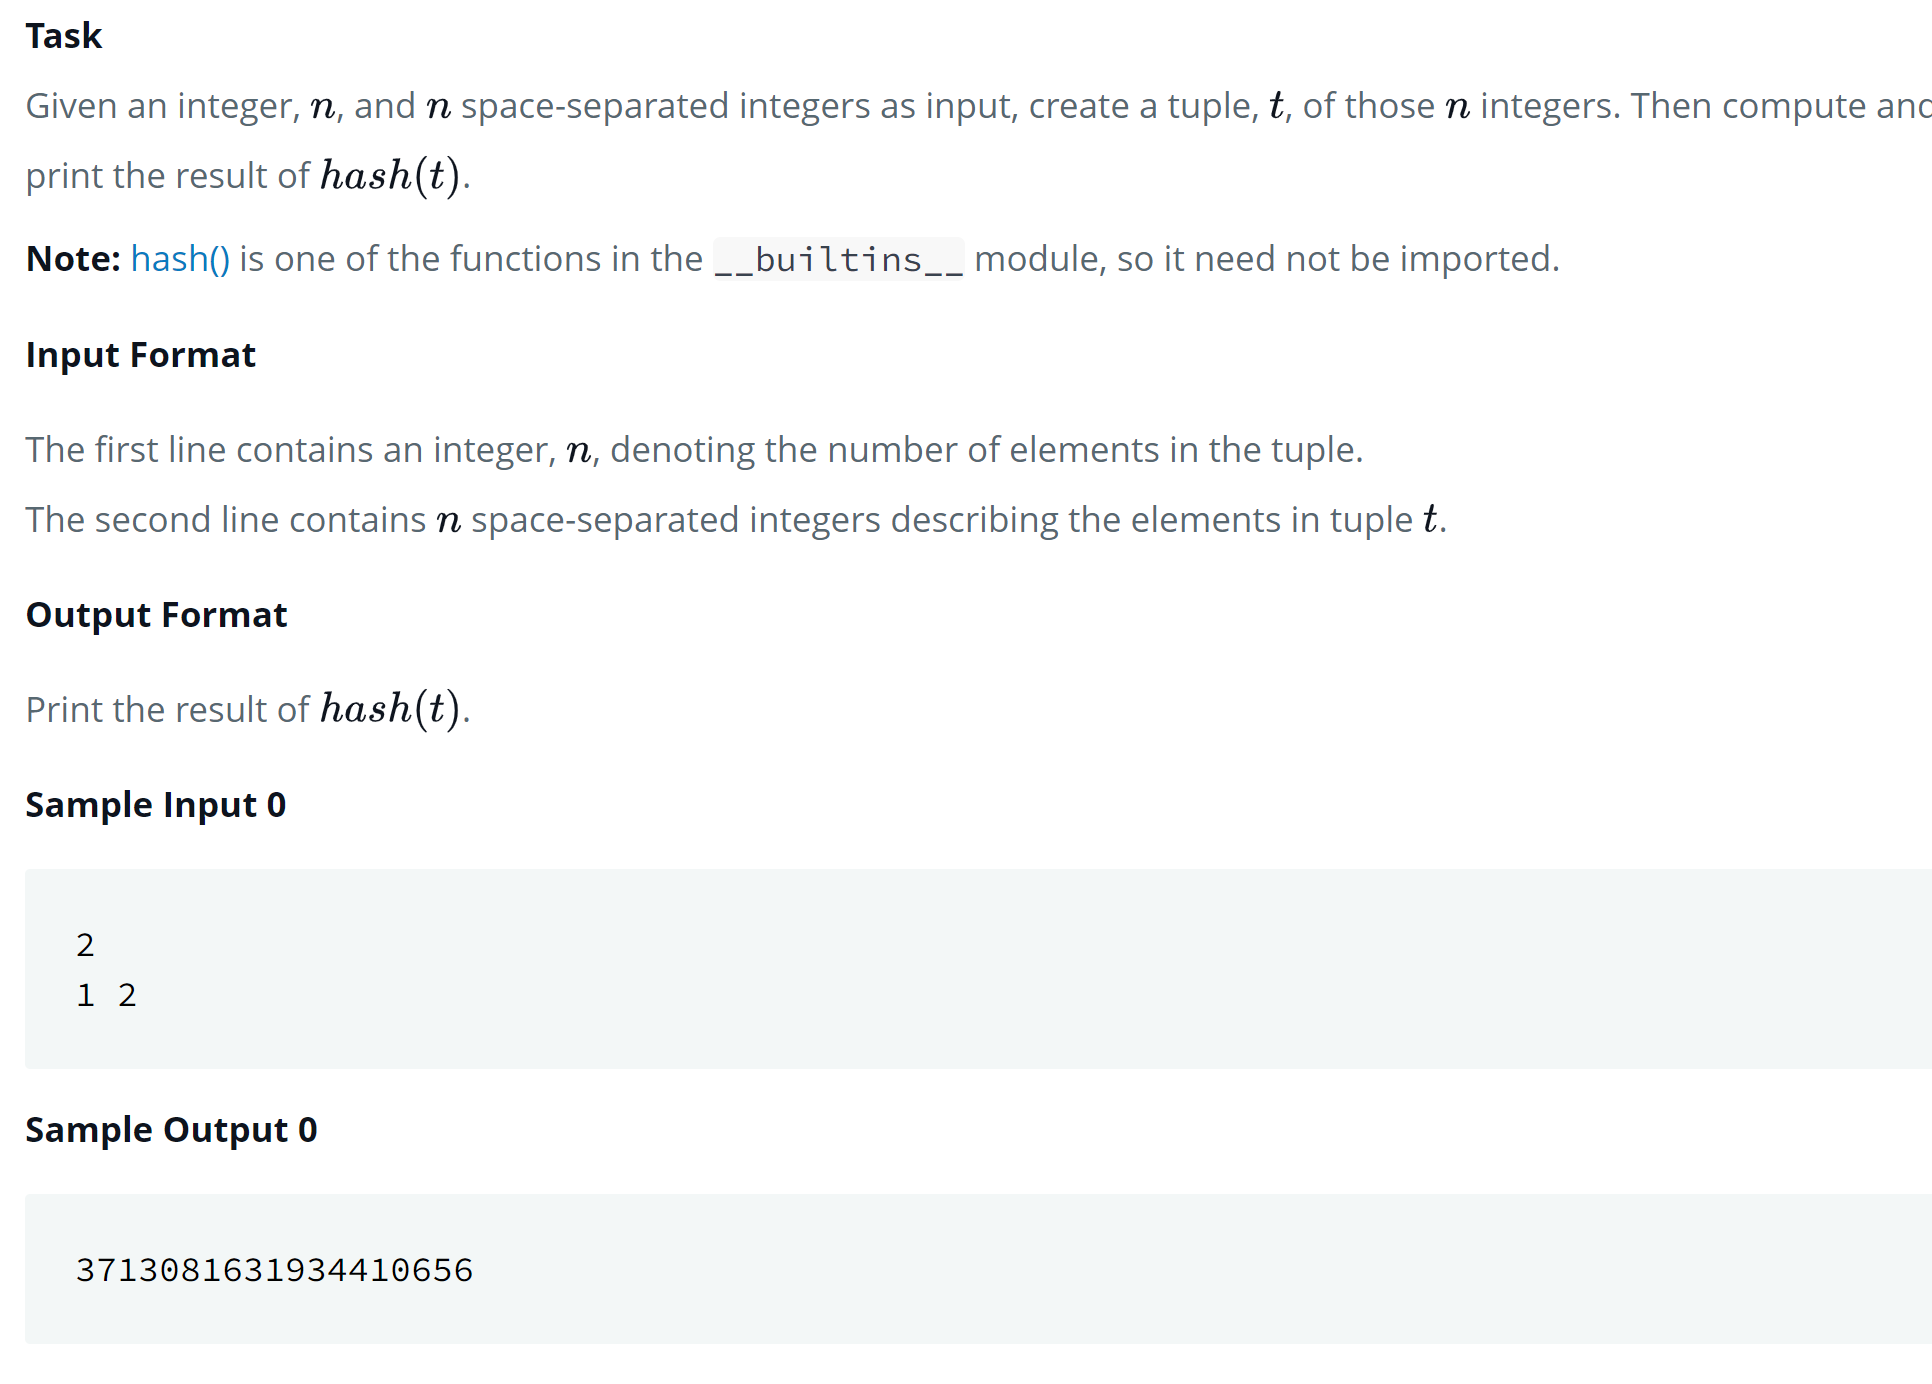 Task
Given an integer, n, and n space-separated integers as input, create a tuple, t, of those n integers. Then compute and
print the result of hash(t).
Note: hash() is one of the functions in the __builtins__ module, so it need not be imported.
Input Format
The first line contains an integer, n, denoting the number of elements in the tuple.
The second line contains n space-separated integers describing the elements in tuple t.
Output Format
Print the result of hash(t).
Sample Input 0
2
1 2
Sample Output 0
3713081631934410656